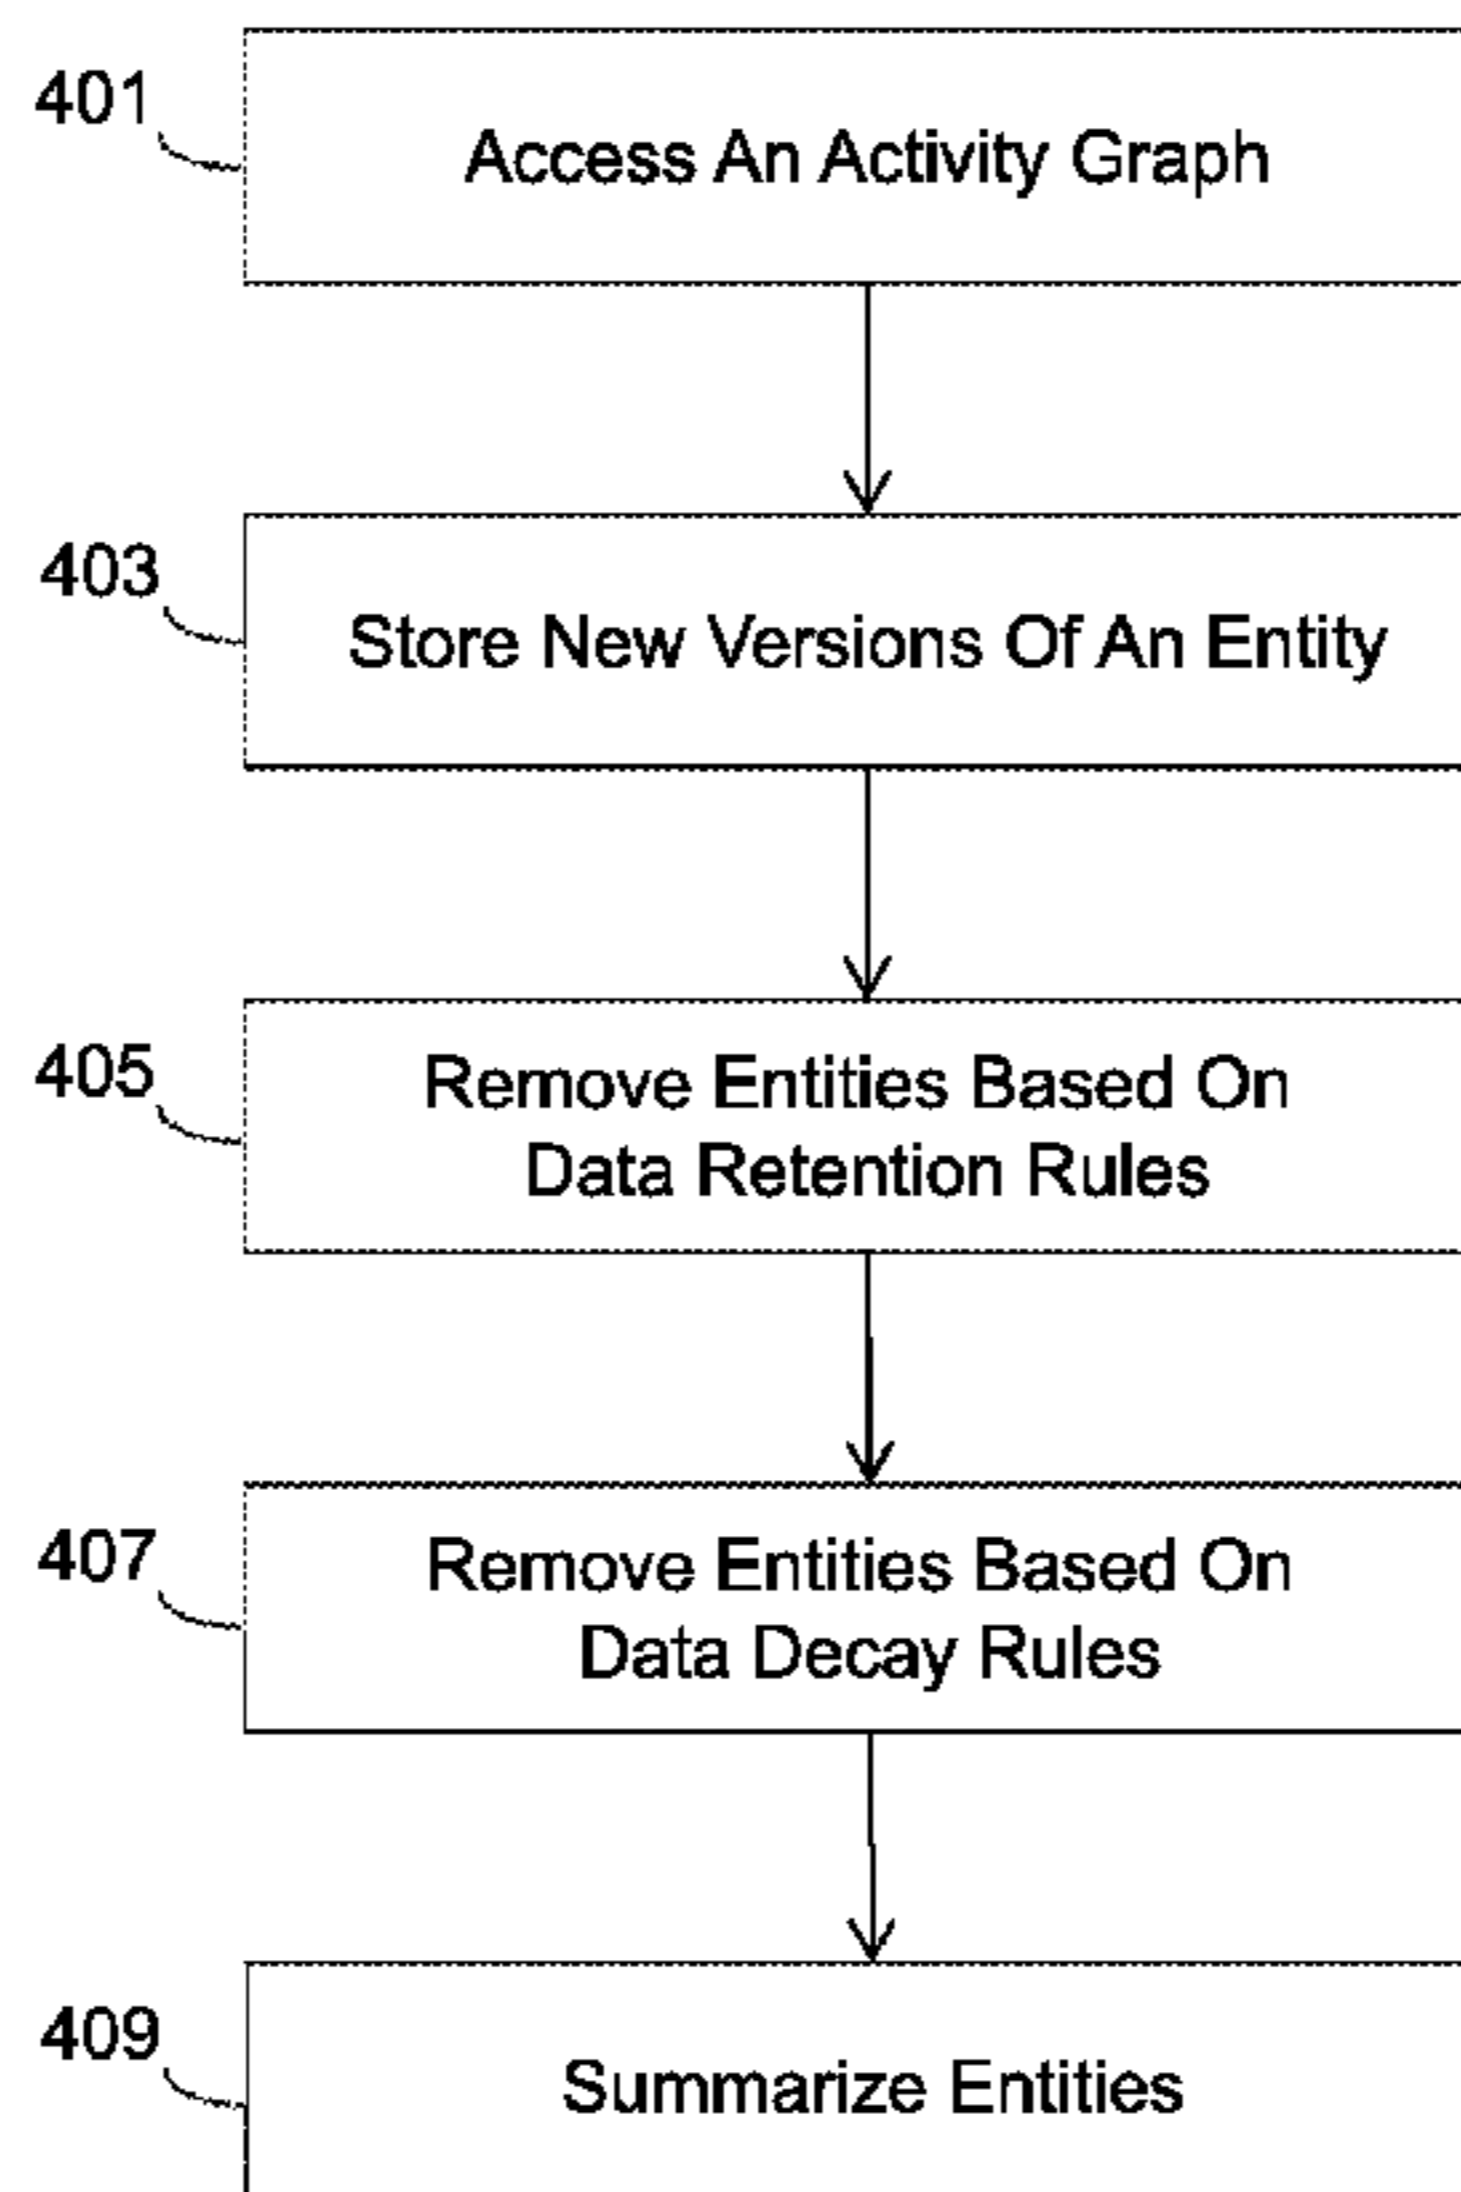 401
Access An Activity Graph
403
Store New Versions Of An Entity
405
Remove Entities Based On
Data Retention Rules
407
Remove Entities Based On
Data Decay Rules
409
Summarize Entities